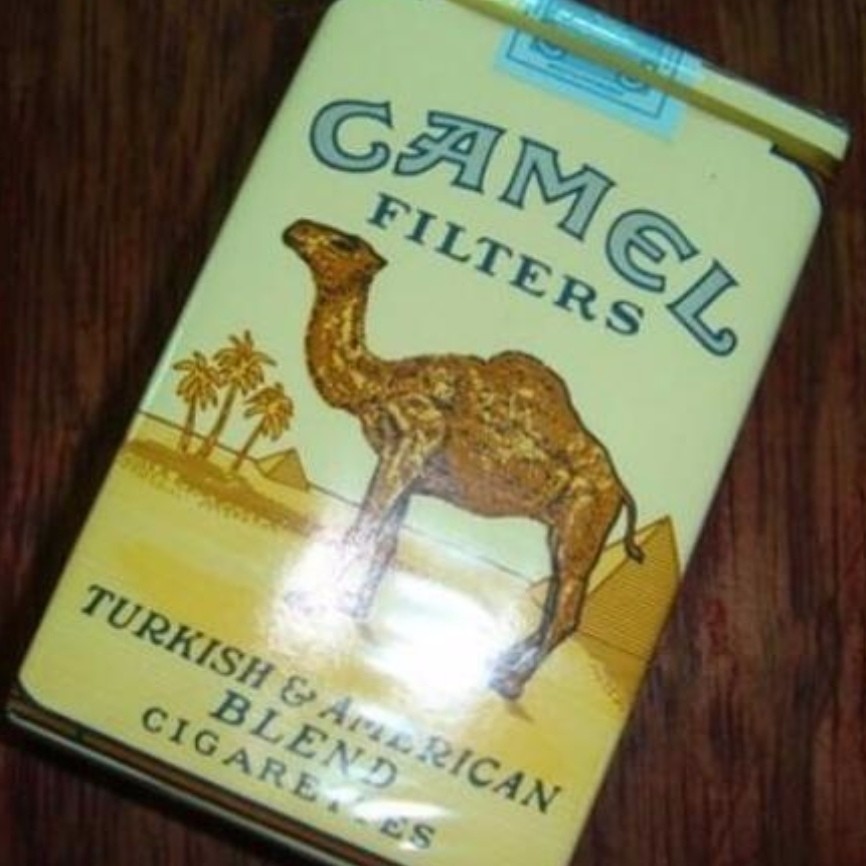 CAMEL
FILTERS
TURKISH & AMERICAN
BLEND
CIGARETTES